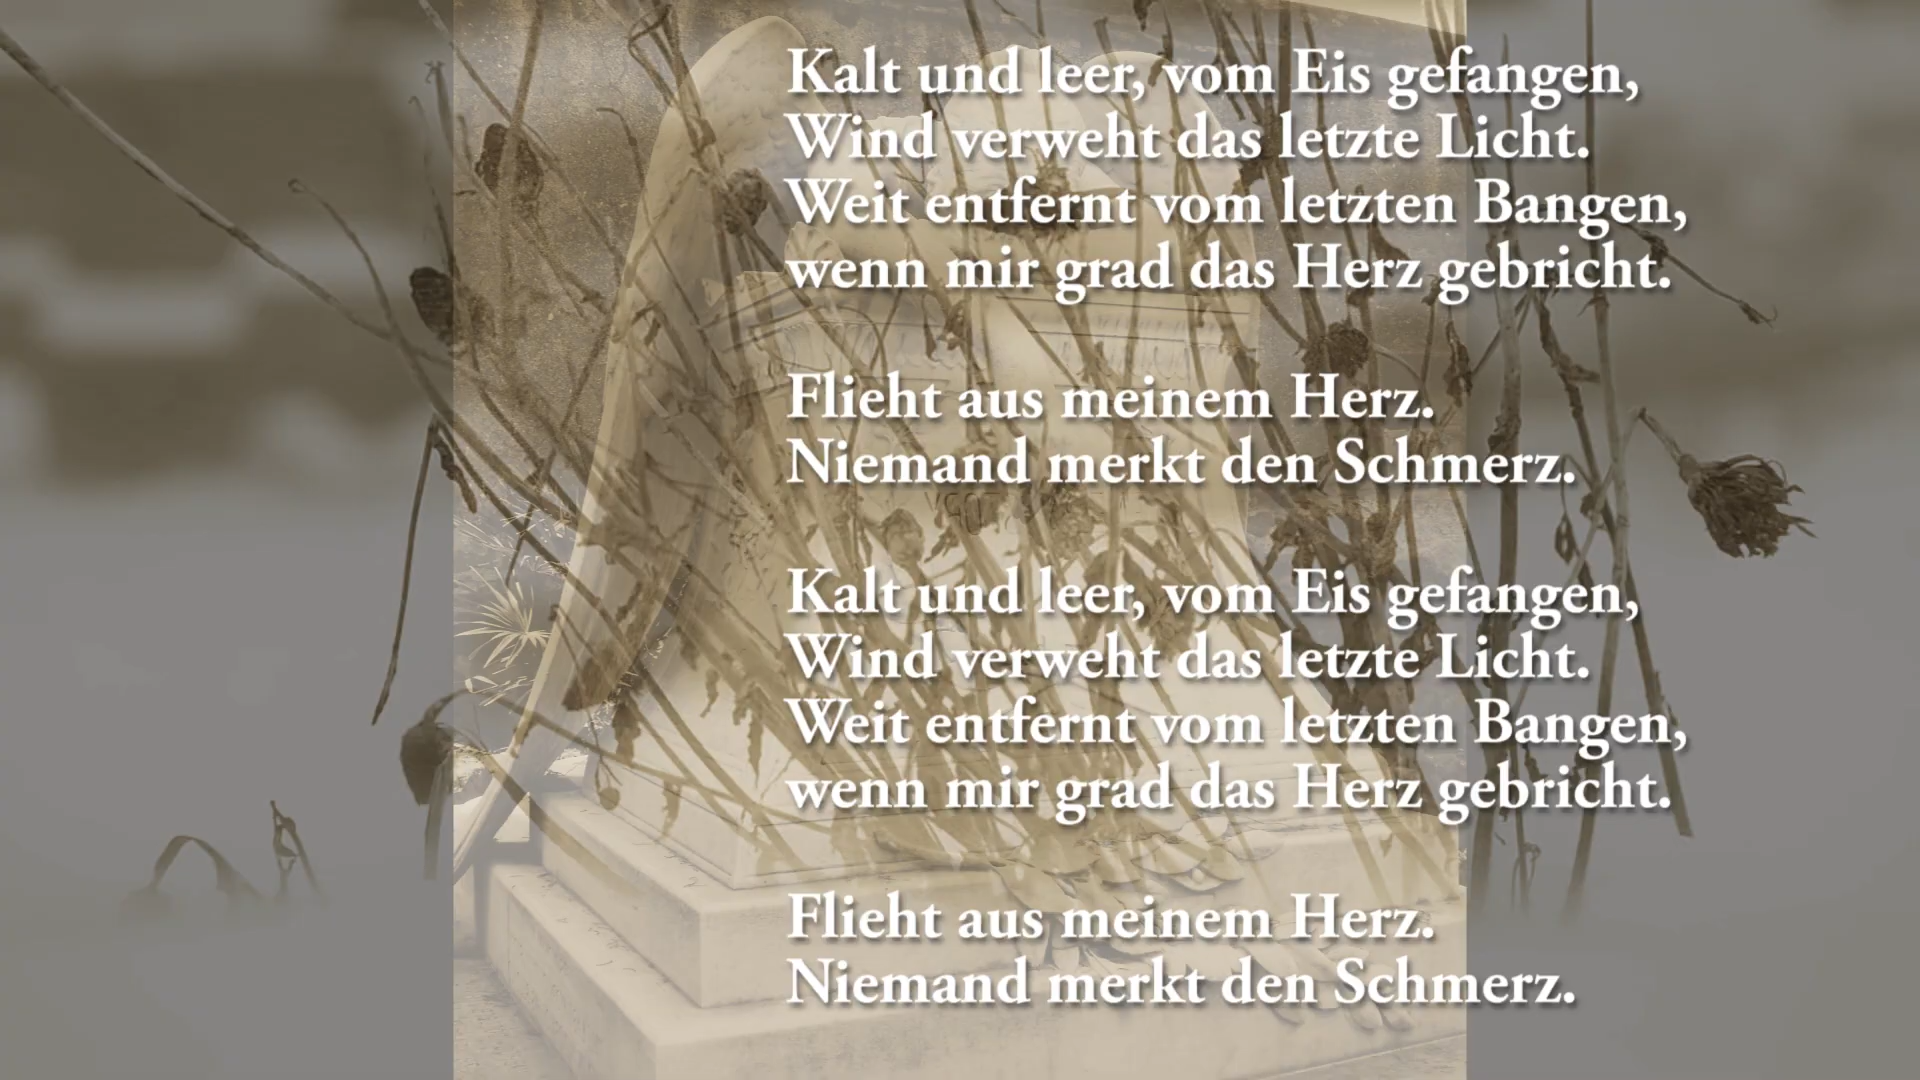 Kalt und leer, vom Eis gefangen,
Wind verweht das letzte Licht.
Weit entfernt vom letzten Bangen,
wenn mir grad das Herz gebricht.
Flieht aus meinem Herz.
Niemand merkt den Schmerz.
Kalt und leer, vom Eis gefangen,
Wind verweht das letzte Licht.
Weit entfernt vom letzten Bangen,
wenn mir grad das Herz gebricht.
Flieht aus meinem Herz.
Niemand merkt den Schmerz.